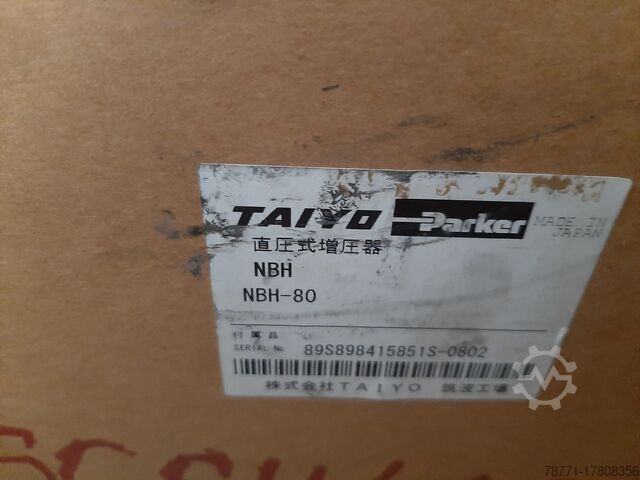 TAIYO Parker MADE IN JAPAN
直圧式増圧器
NBH
NBH-80
付属品
SERIAL No. 89S898415851S-0802
株式会社TAIYO 筑波工場
78771-17808356